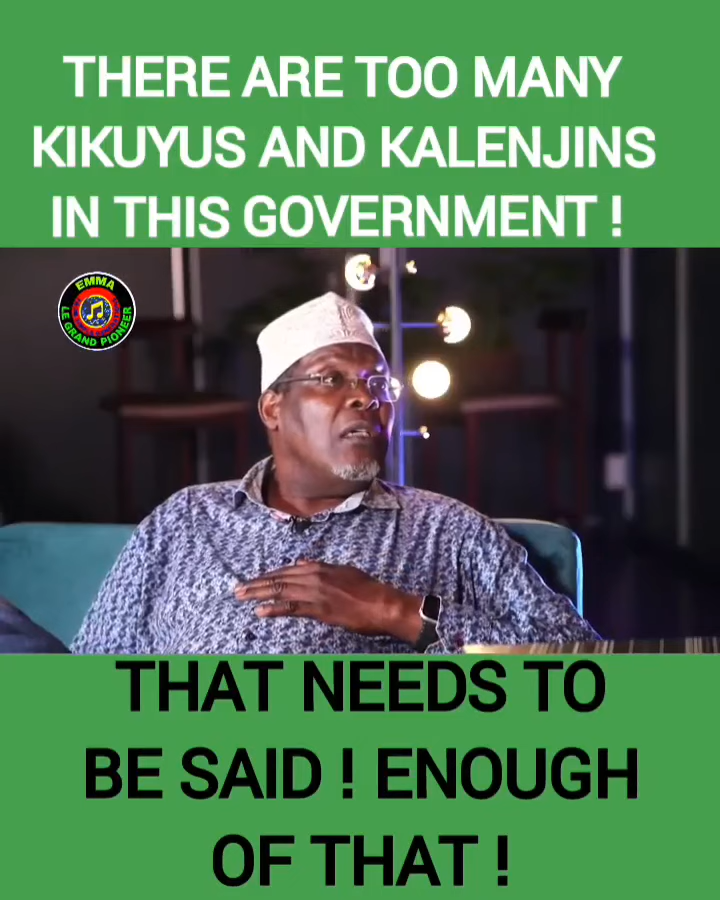 THERE ARE TOO MANY
KIKUYUS AND KALENJINS
IN THIS GOVERNMENT !
EMMA
LE GRAND PIONEER
THAT NEEDS TO
BE SAID ! ENOUGH
OF THAT !